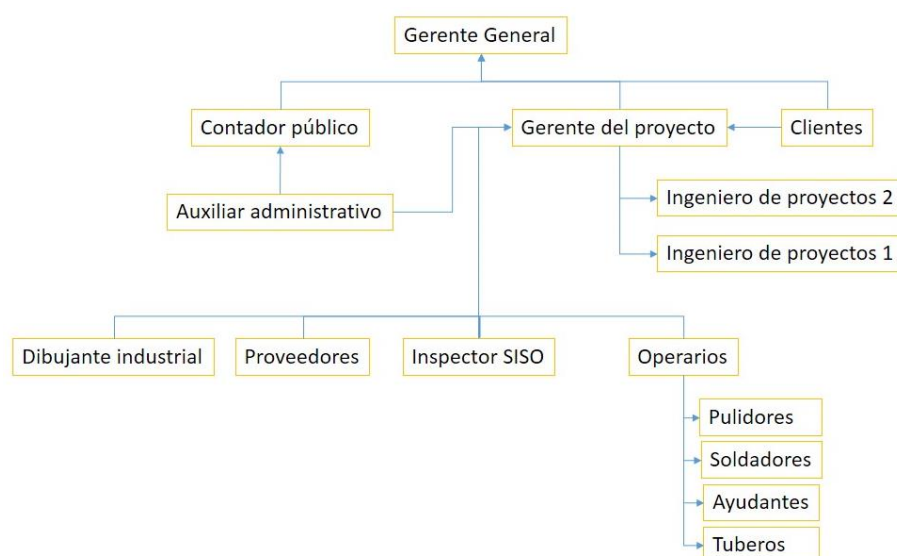 Gerente General
Contador público
Gerente del proyecto
Clientes
Auxiliar administrativo
Ingeniero de proyectos 2
Ingeniero de proyectos 1
Dibujante industrial
Proveedores
Inspector SISO
Operarios
Pulidores
Soldadores
Ayudantes
Tuberos